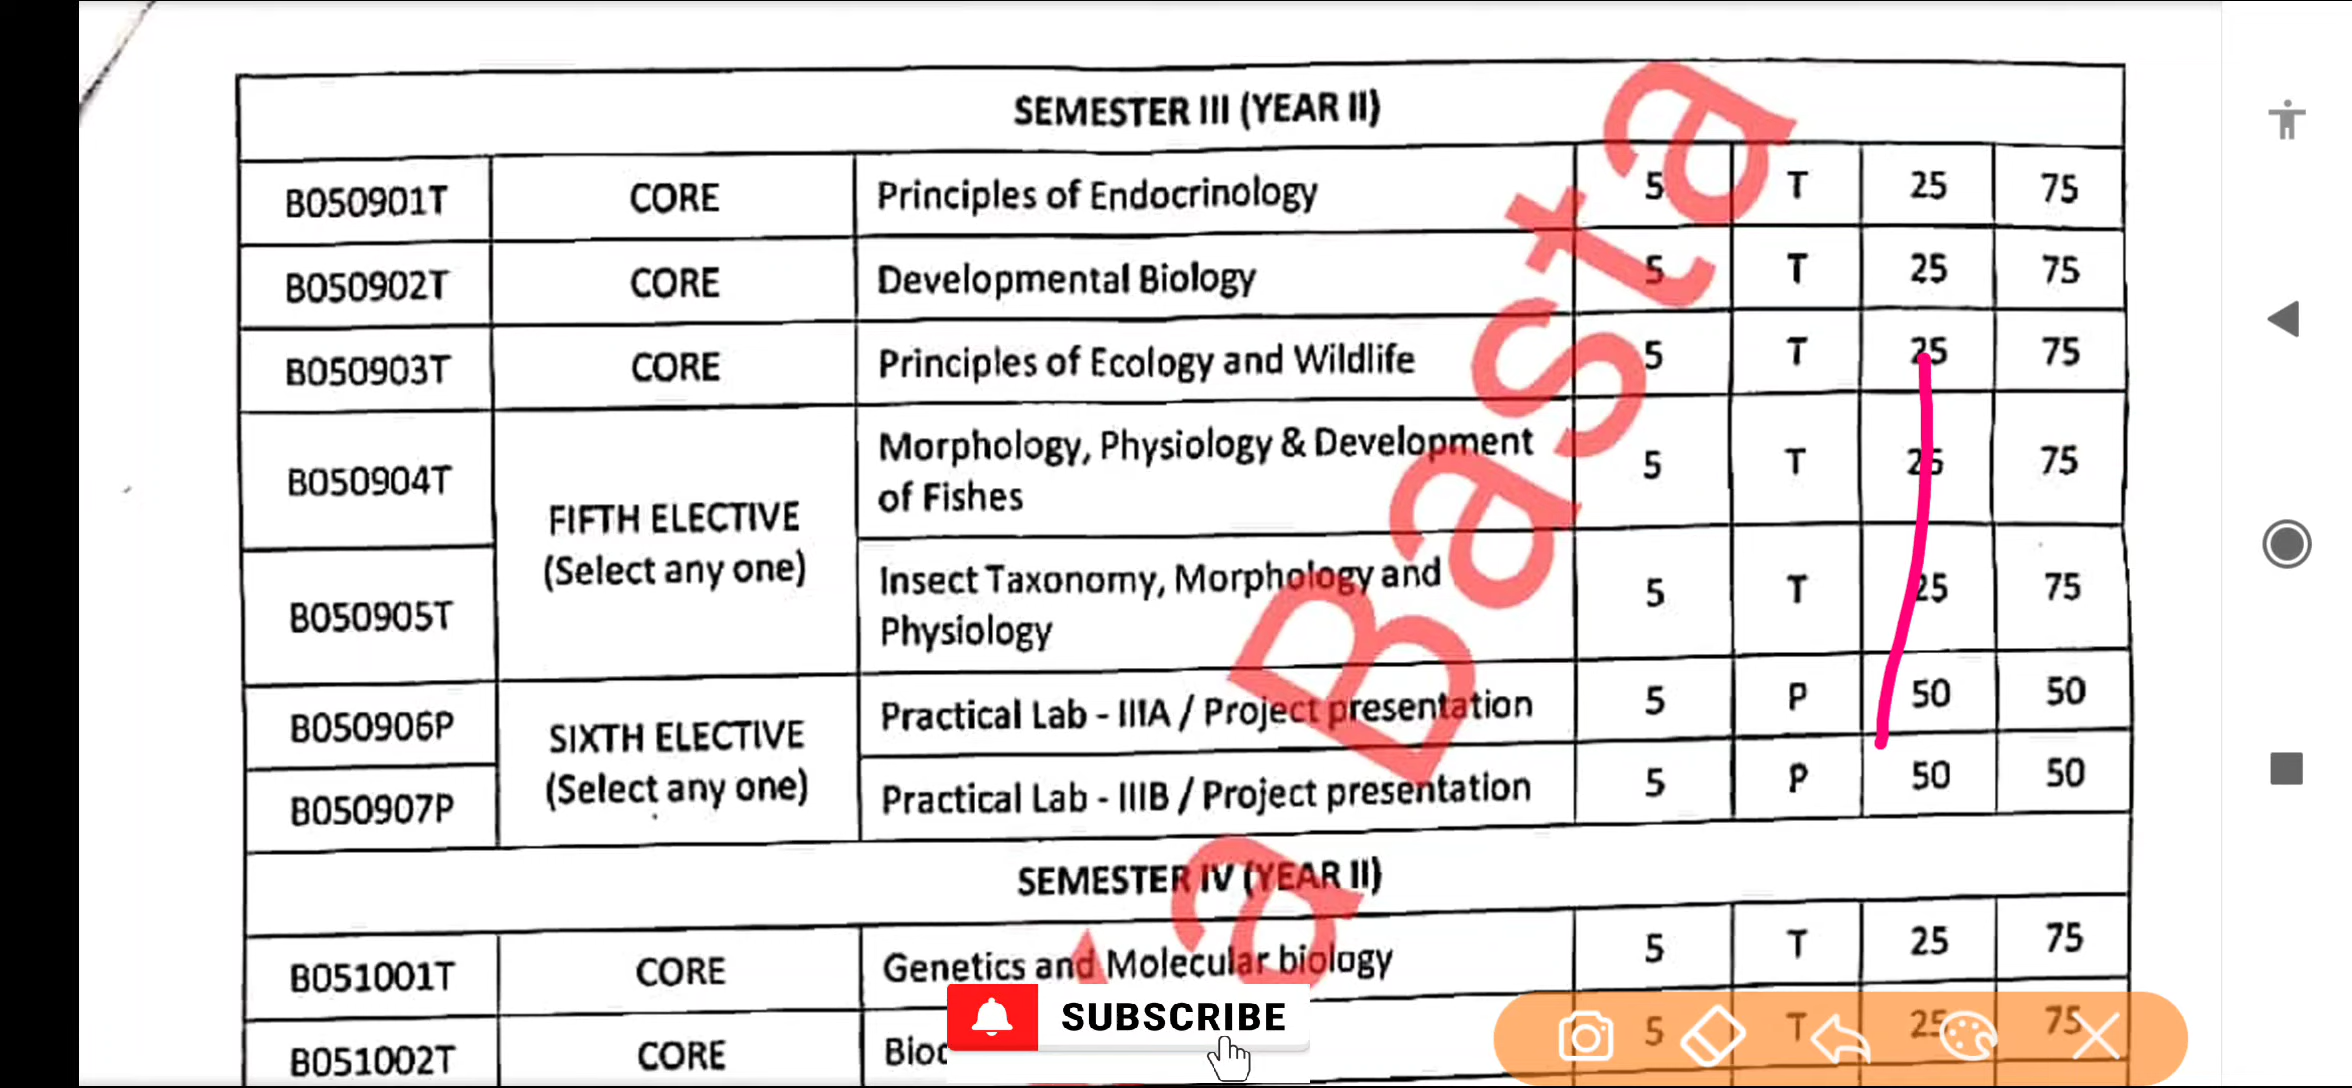 SEMESTER III (YEAR II)
B050901T CORE Principles of Endocrinology 5 T 25 75
B050902T CORE Developmental Biology 5 T 25 75
B050903T CORE Principles of Ecology and Wildlife 5 T 25 75
B050904T Morphology, Physiology & Development of Fishes 5 T 25 75
FIFTH ELECTIVE
(Select any one)
B050905T Insect Taxonomy, Morphology and Physiology 5 T 25 75
B050906P Practical Lab - IIIA / Project presentation 5 P 50 50
SIXTH ELECTIVE
(Select any one)
B050907P Practical Lab - IIIB / Project presentation 5 P 50 50
SEMESTER IV (YEAR II)
B051001T CORE Genetics and Molecular biology 5 T 25 75
B051002T CORE 5 T 25 75
Basta
SUBSCRIBE